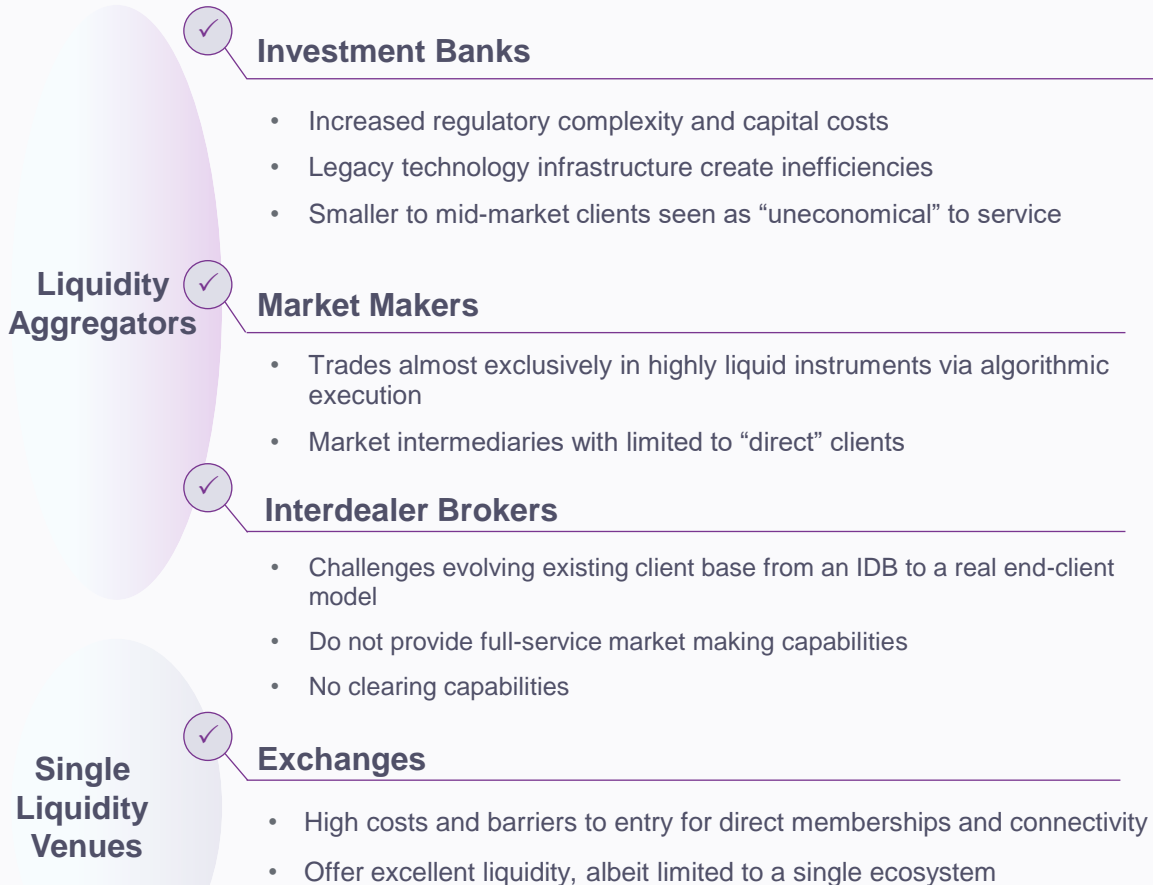 Investment Banks
• Increased regulatory complexity and capital costs
• Legacy technology infrastructure create inefficiencies
• Smaller to mid-market clients seen as “uneconomical” to service
Liquidity
Aggregators
Market Makers
• Trades almost exclusively in highly liquid instruments via algorithmic
execution
• Market intermediaries with limited to “direct” clients
Interdealer Brokers
• Challenges evolving existing client base from an IDB to a real end-client
model
• Do not provide full-service market making capabilities
• No clearing capabilities
Single
Liquidity
Venues
Exchanges
• High costs and barriers to entry for direct memberships and connectivity
• Offer excellent liquidity, albeit limited to a single ecosystem